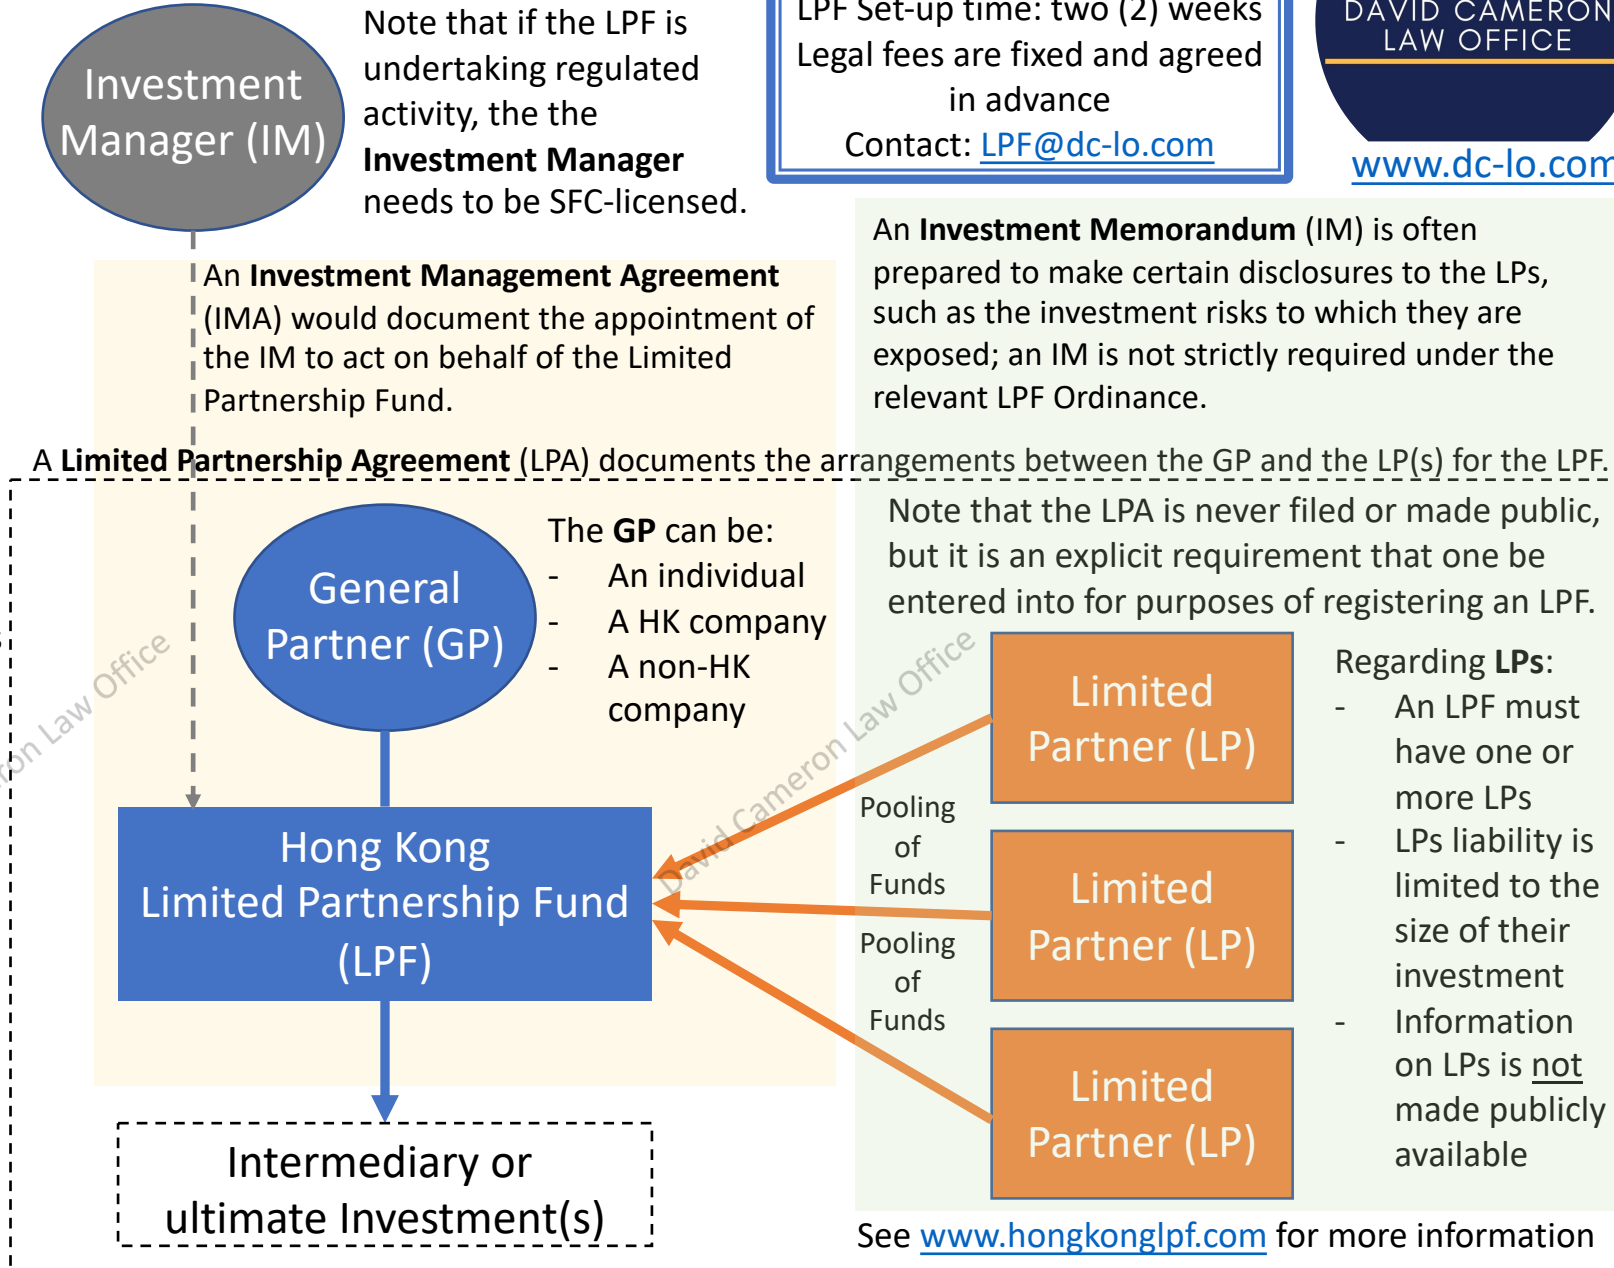 Investment
Manager (IM)
Note that if the LPF is
undertaking regulated
activity, the the
Investment Manager
needs to be SFC-licensed.
LPF Set-up time: two (2) weeks
Legal fees are fixed and agreed
in advance
Contact: LPF@dc-lo.com
DAVID CAMERON
LAW OFFICE
www.dc-lo.com
An Investment Management Agreement
(IMA) would document the appointment of
the IM to act on behalf of the Limited
Partnership Fund.
An Investment Memorandum (IM) is often
prepared to make certain disclosures to the LPs,
such as the investment risks to which they are
exposed; an IM is not strictly required under the
relevant LPF Ordinance.
A Limited Partnership Agreement (LPA) documents the arrangements between the GP and the LP(s) for the LPF.
General
Partner (GP)
The GP can be:
- An individual
- A HK company
- A non-HK
company
Note that the LPA is never filed or made public,
but it is an explicit requirement that one be
entered into for purposes of registering an LPF.
Hong Kong
Limited Partnership Fund
(LPF)
Pooling
of
Funds
Pooling
of
Funds
Limited
Partner (LP)
Limited
Partner (LP)
Limited
Partner (LP)
Regarding LPs:
- An LPF must
have one or
more LPs
- LPs liability is
limited to the
size of their
investment
- Information
on LPs is not
made publicly
available
Intermediary or
ultimate Investment(s)
See www.hongkonglpf.com for more information
Law Office
David Cameron Law Office